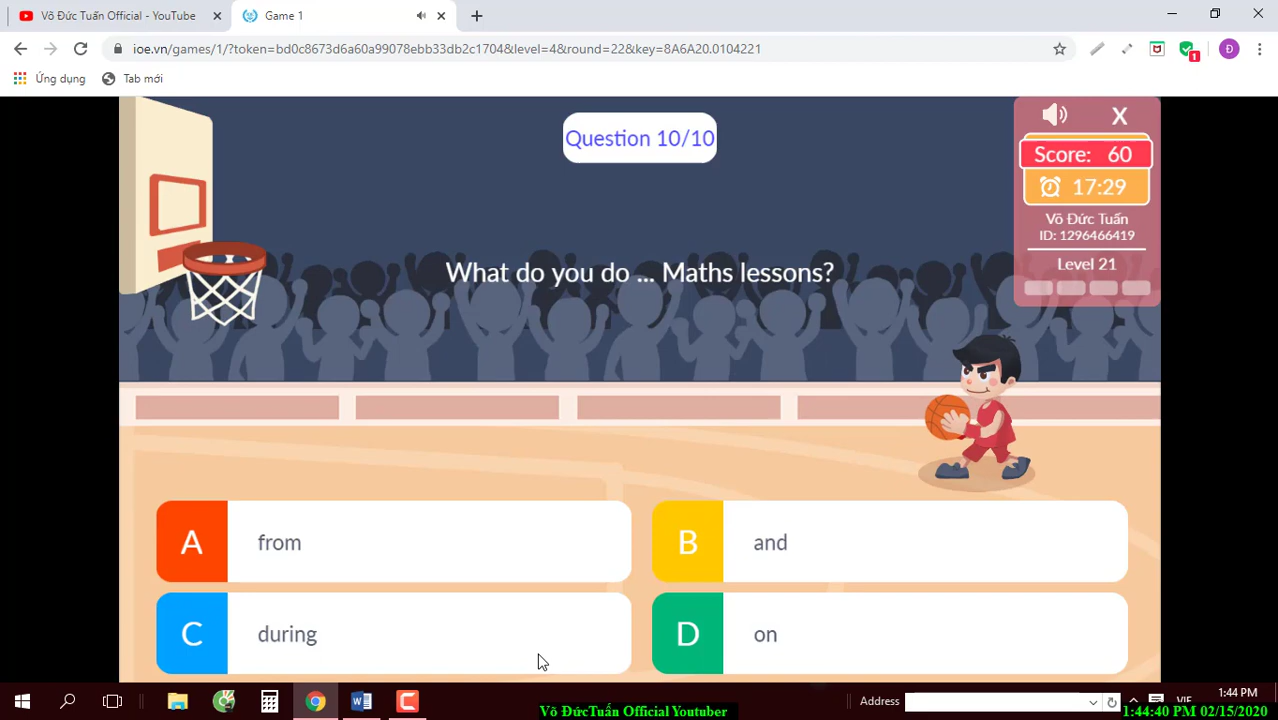 Võ Đức Tuấn Official - YouTube
Game 1
ioe.vn/games/1/?token=bd0c8673d6a60a99078ebb33db2c1704&level=4&round=22&key=8A6A20.0104221
1
Đ
Ứng dụng
Tab mới
Question 10/10
X
Score: 60
17:29
Võ Đức Tuấn
ID: 1296466419
Level 21
What do you do ... Maths lessons?
A from
B and
C during
D on
Address
VIE
1:44 PM
Võ ĐứcTuấn Official Youtuber
1:44:40 PM 02/15/2020